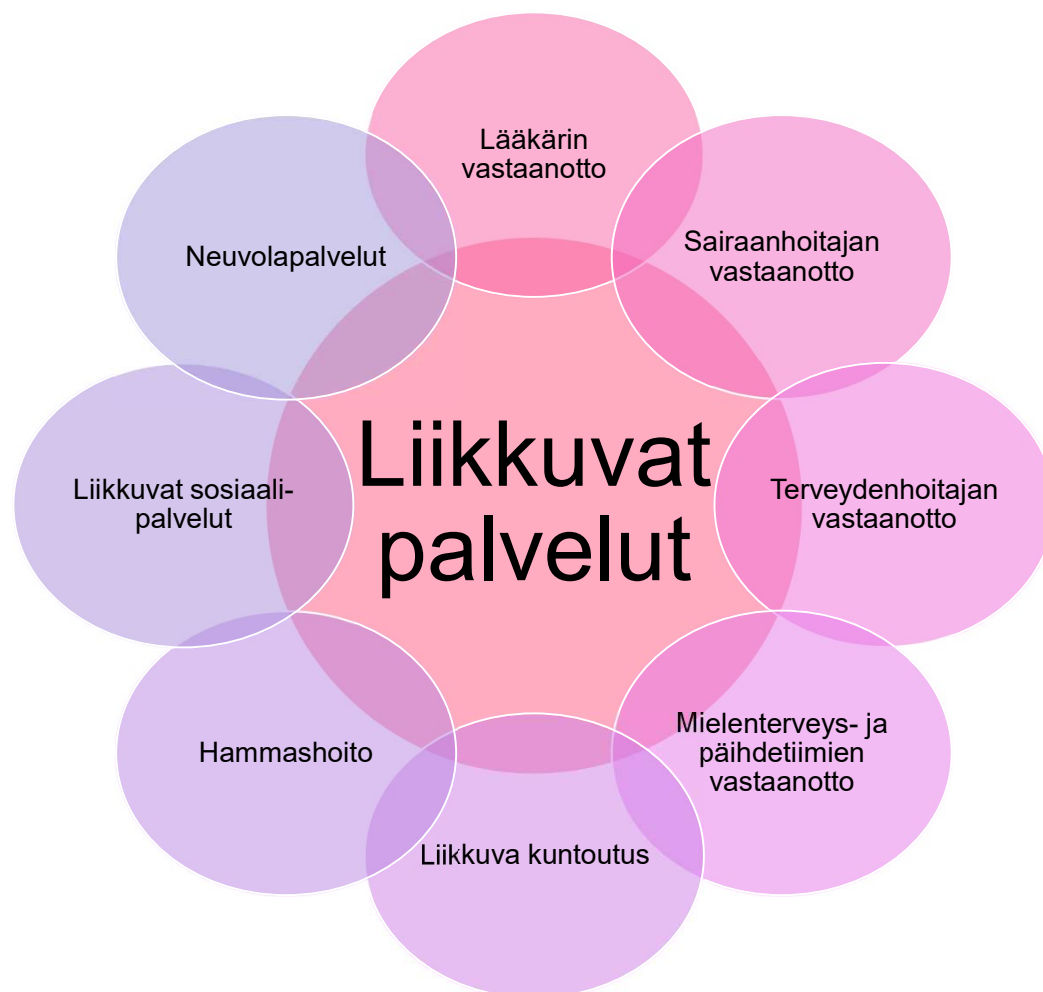 Lääkärin
vastaanotto
Sairaanhoitajan
vastaanotto
Terveydenhoitajan
vastaanotto
Mielenterveys- ja
päihdetiimien
vastaanotto
Liikkuva kuntoutus
Hammashoito
Liikkuvat sosiaali-
palvelut
Neuvolapalvelut
Liikkuvat
palvelut